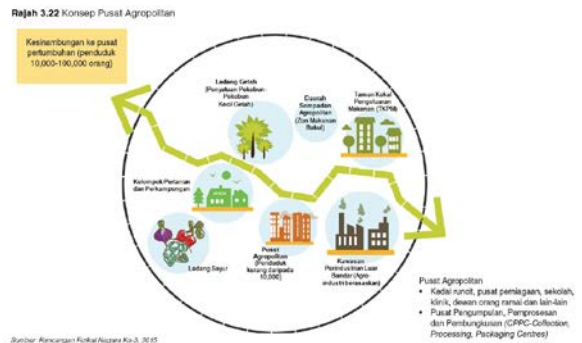 Rajah 3.22 Konsep Pusat Agropolitan
Kesinambungan ke pusat
pertumbuhan (penduduk
10,000-100,000 orang)
Ladang Getah
(Penyatuan Pekebun-
Pekebun
Kecil Getah)
Daerah
Sempadan
Agropolitan
(Zon Makanan
Bakul)
Taman Kekal
Pengeluaran
Makanan (TKPM)
Kelompok Pertanian
dan Perkampungan
Ladang Sayur
Pusat
Agropolitan
(Penduduk
kurang daripada
10,000)
Kawasan
Perindustrian Luar
Bandar (Agro-
industri berasaskan)
Pusat Agropolitan
• Kedai runcit, pusat perniagaan, sekolah,
klinik, dewan orang ramai dan lain-lain
• Pusat Pengumpulan, Pemprosesan
dan Pembungkusan (CPPC-Collection,
Processing, Packaging Centres)
Sumber: Rancangan Fizikal Negara Ke-3, 2015